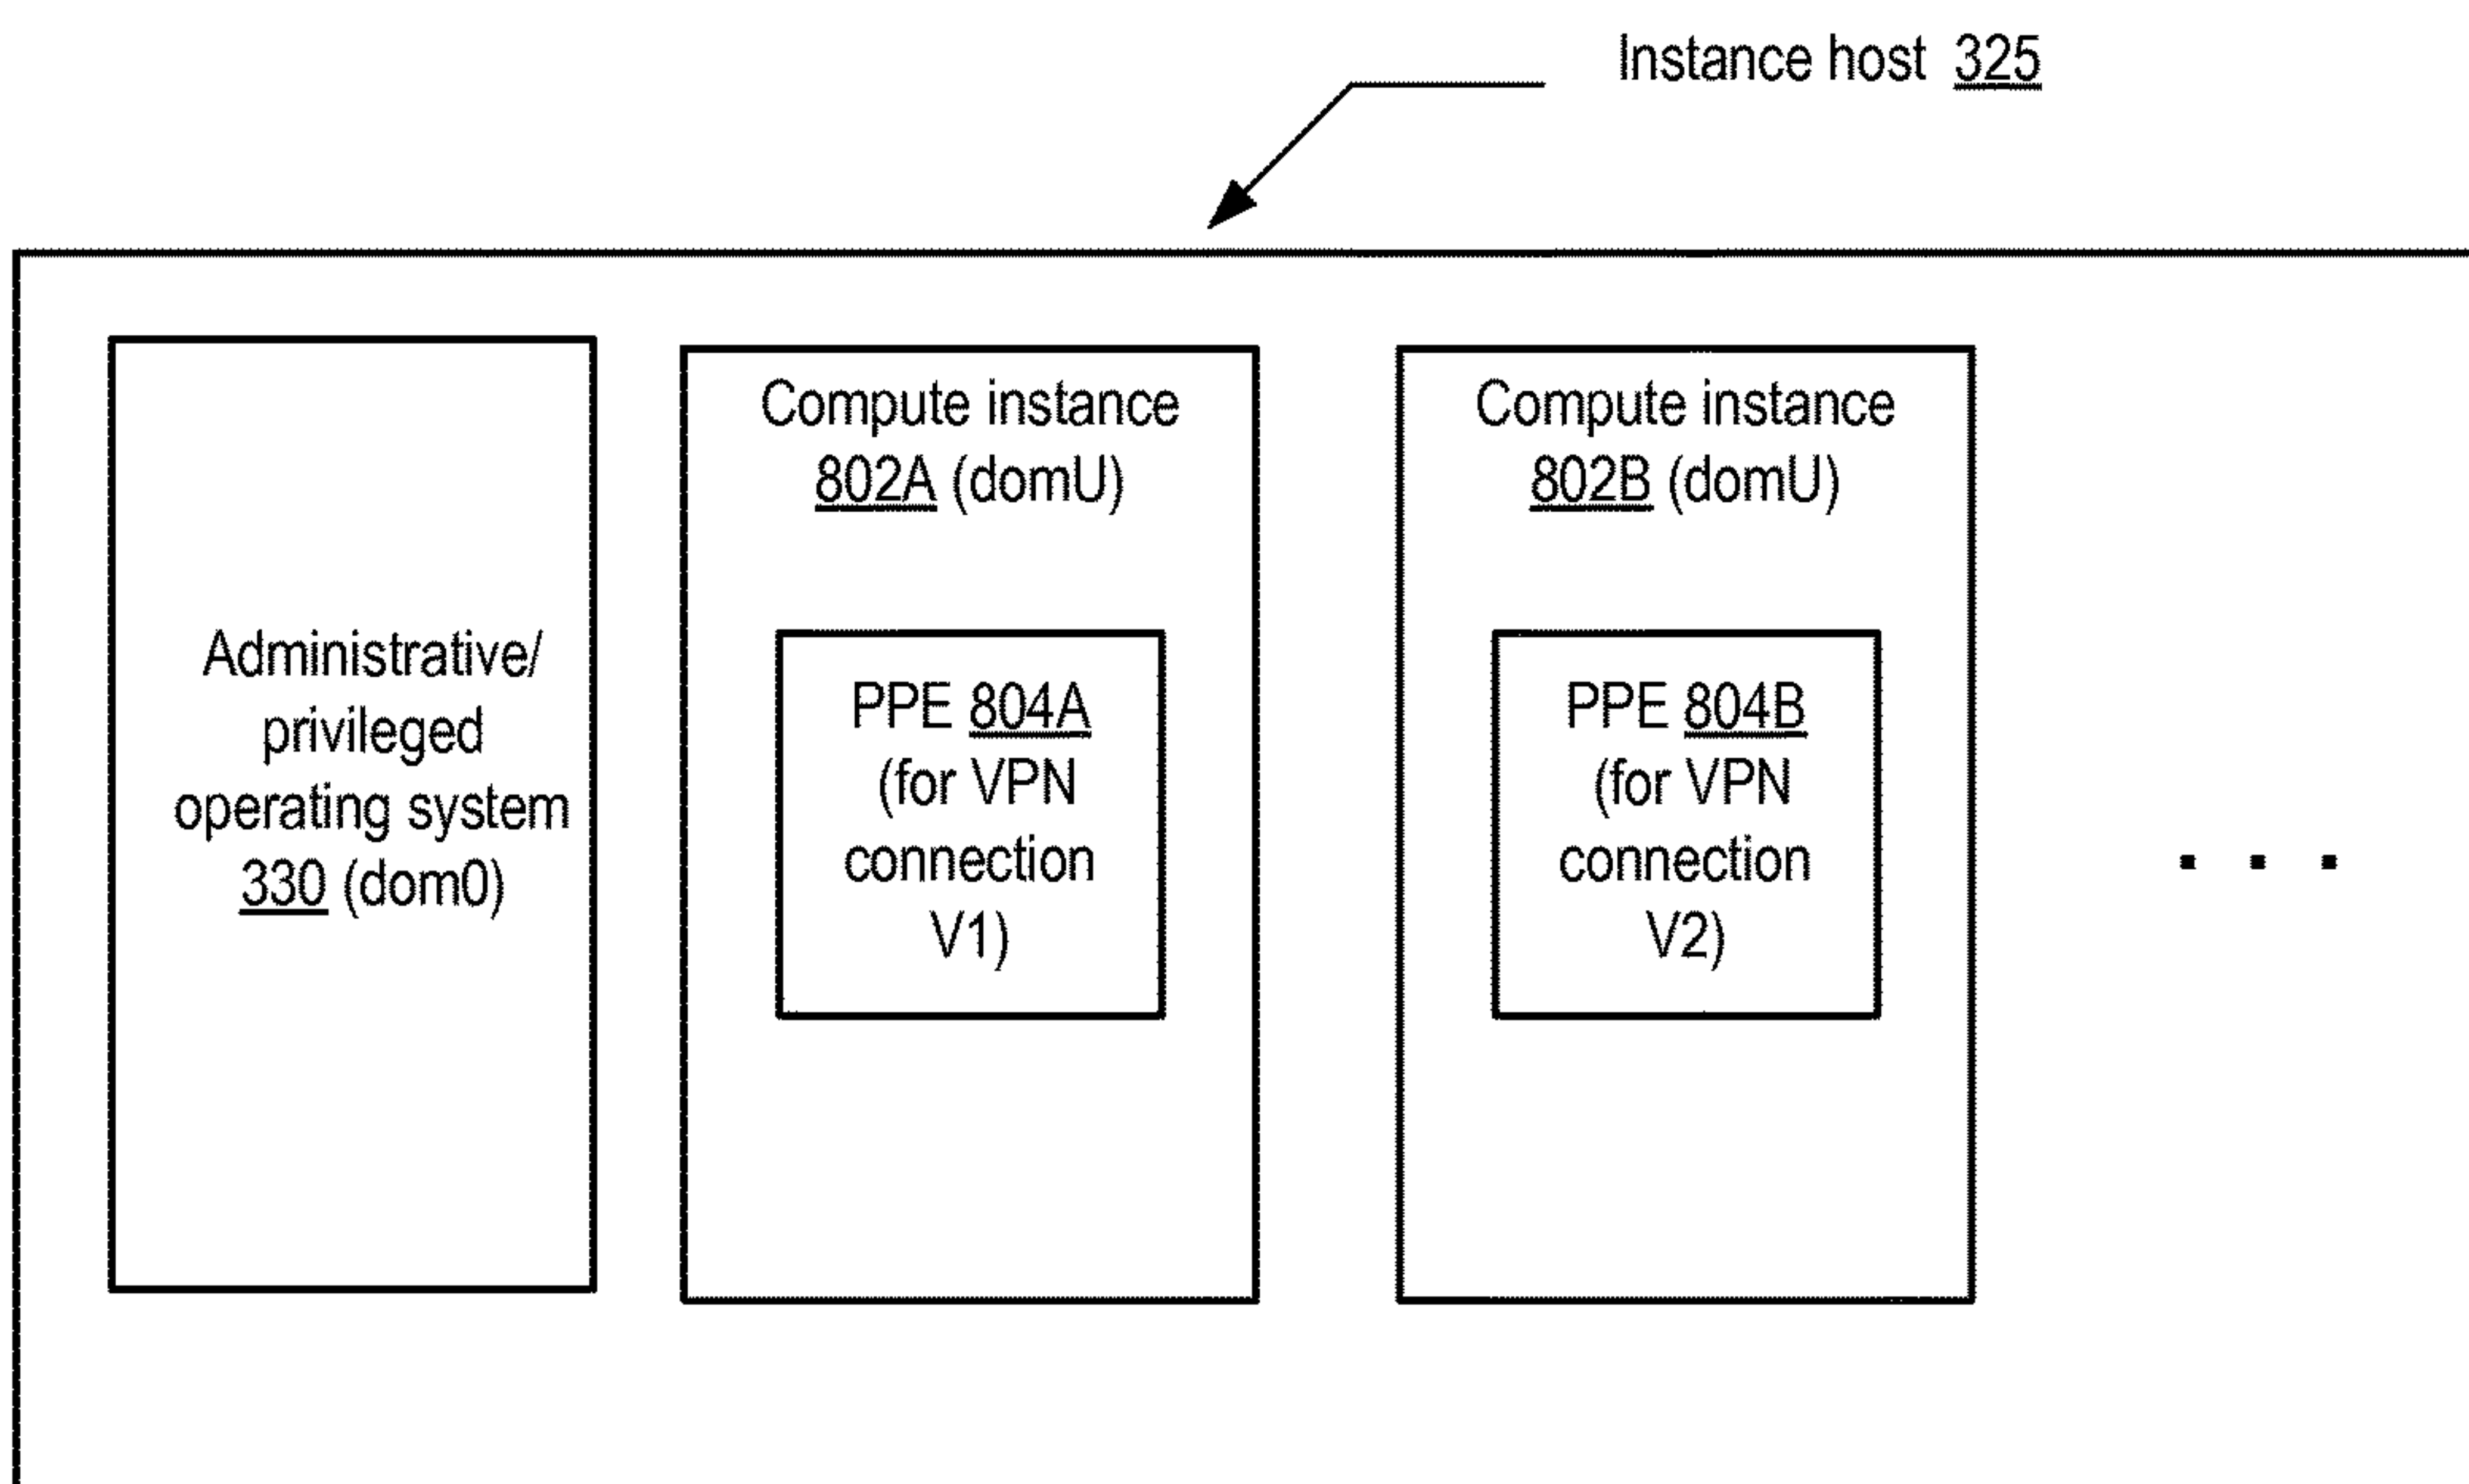 Instance host 325
Administrative/
privileged
operating system
330 (dom0)
Compute instance
802A (domU)
PPE 804A
(for VPN
connection
V1)
Compute instance
802B (domU)
PPE 804B
(for VPN
connection
V2)
. . .